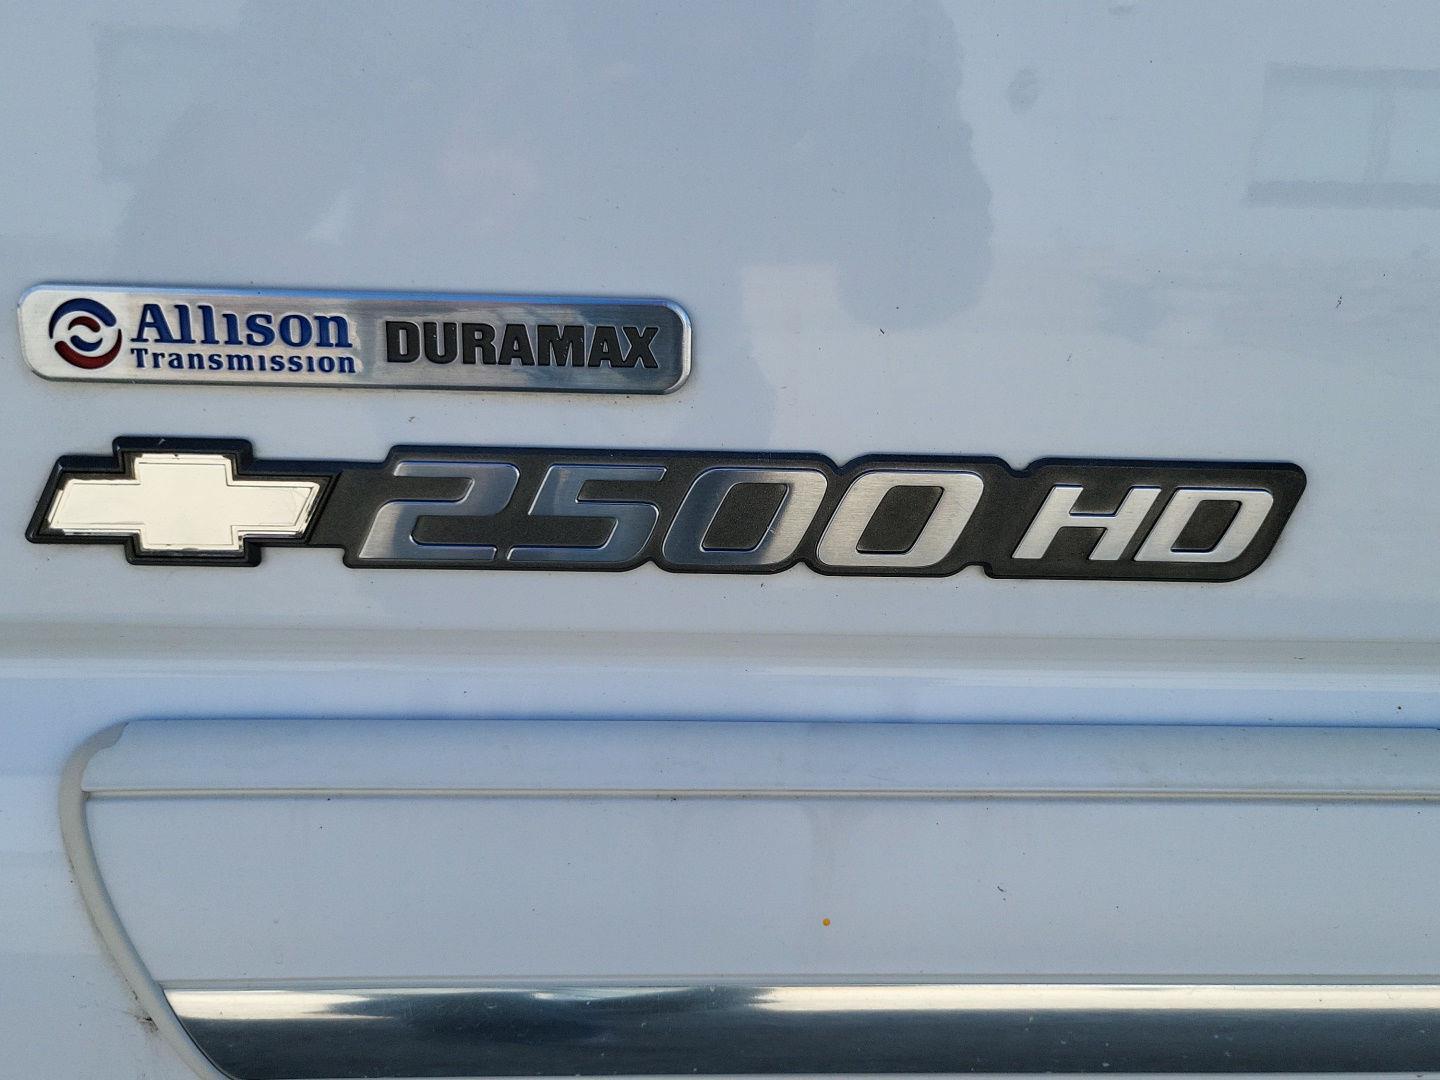 Allison DURAMAX
Transmission
2500 HD